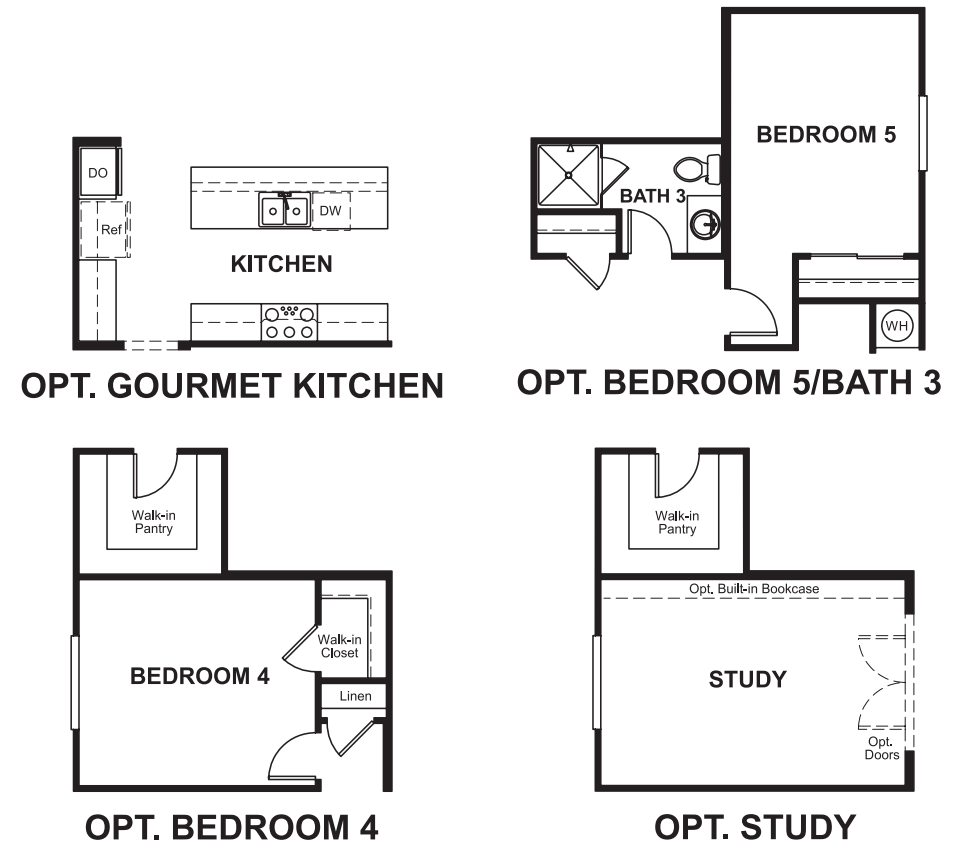 DO
Ref
DW
KITCHEN
OPT. GOURMET KITCHEN
BEDROOM 5
BATH 3
WH
OPT. BEDROOM 5/BATH 3
Walk-in
Pantry
Walk-in
Closet
BEDROOM 4
Linen
OPT. BEDROOM 4
Walk-in
Pantry
Opt. Built-in Bookcase
STUDY
Opt.
Doors
OPT. STUDY